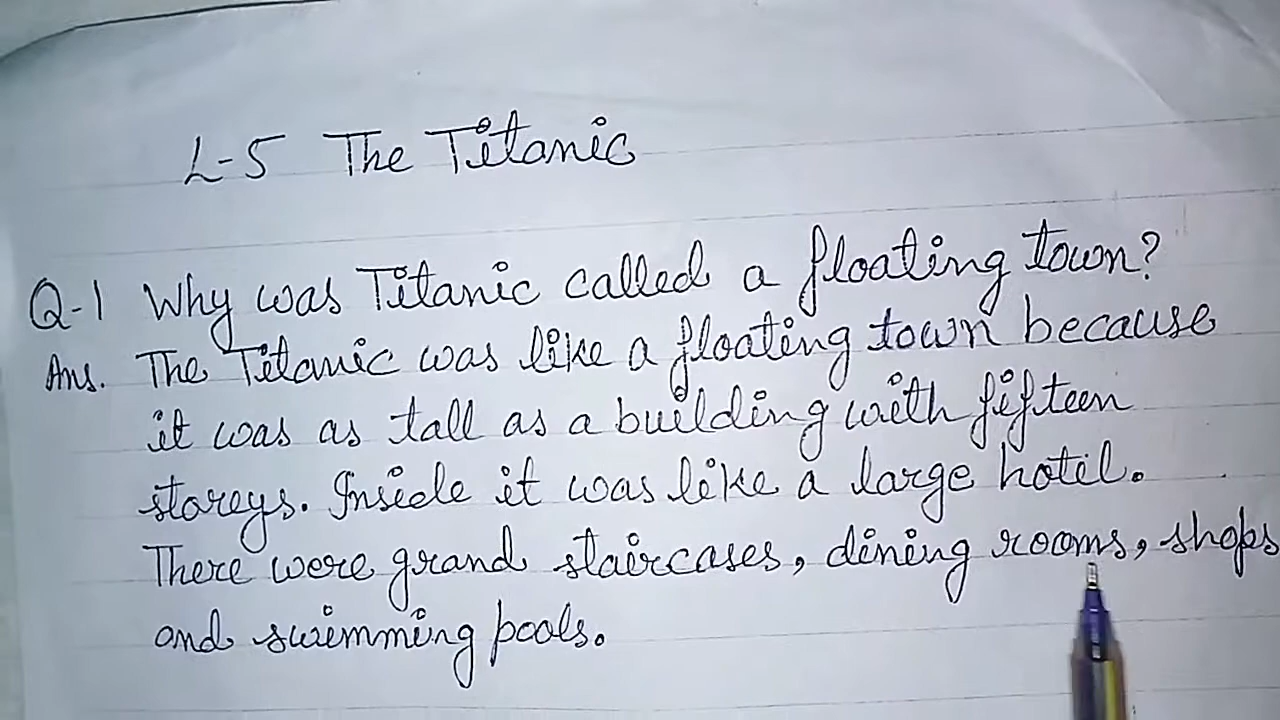 L-5 The Titanic
Q-1 Why was Titanic called a floating town?
Ans. The Titanic was like a floating town because
it was as tall as a building with fifteen
storeys. Inside it was like a large hotel.
There were grand staircases, dining rooms, shops
and swimming pools.